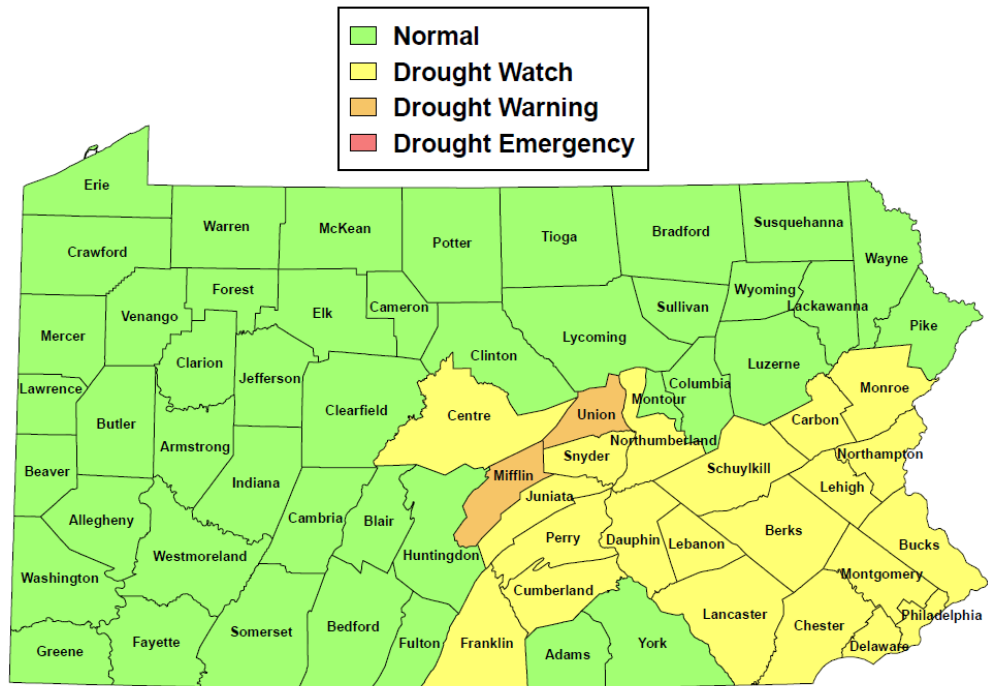 Normal
Drought Watch
Drought Warning
Drought Emergency
Erie
Warren
McKean
Potter
Tioga
Bradford
Susquehanna
Wayne
Crawford
Forest
Elk
Cameron
Sullivan
Wyoming
Lackawanna
Pike
Mercer
Venango
Clarion
Jefferson
Clinton
Lycoming
Luzerne
Columbia
Montour
Monroe
Lawrence
Butler
Armstrong
Clearfield
Centre
Union
Northumberland
Carbon
Northampton
Snyder
Schuylkill
Lehigh
Beaver
Indiana
Mifflin
Juniata
Allegheny
Cambria
Blair
Huntingdon
Perry
Dauphin
Lebanon
Berks
Bucks
Westmoreland
Washington
Cumberland
Montgomery
Philadelphia
Greene
Fayette
Somerset
Bedford
Fulton
Franklin
Adams
York
Lancaster
Chester
Delaware